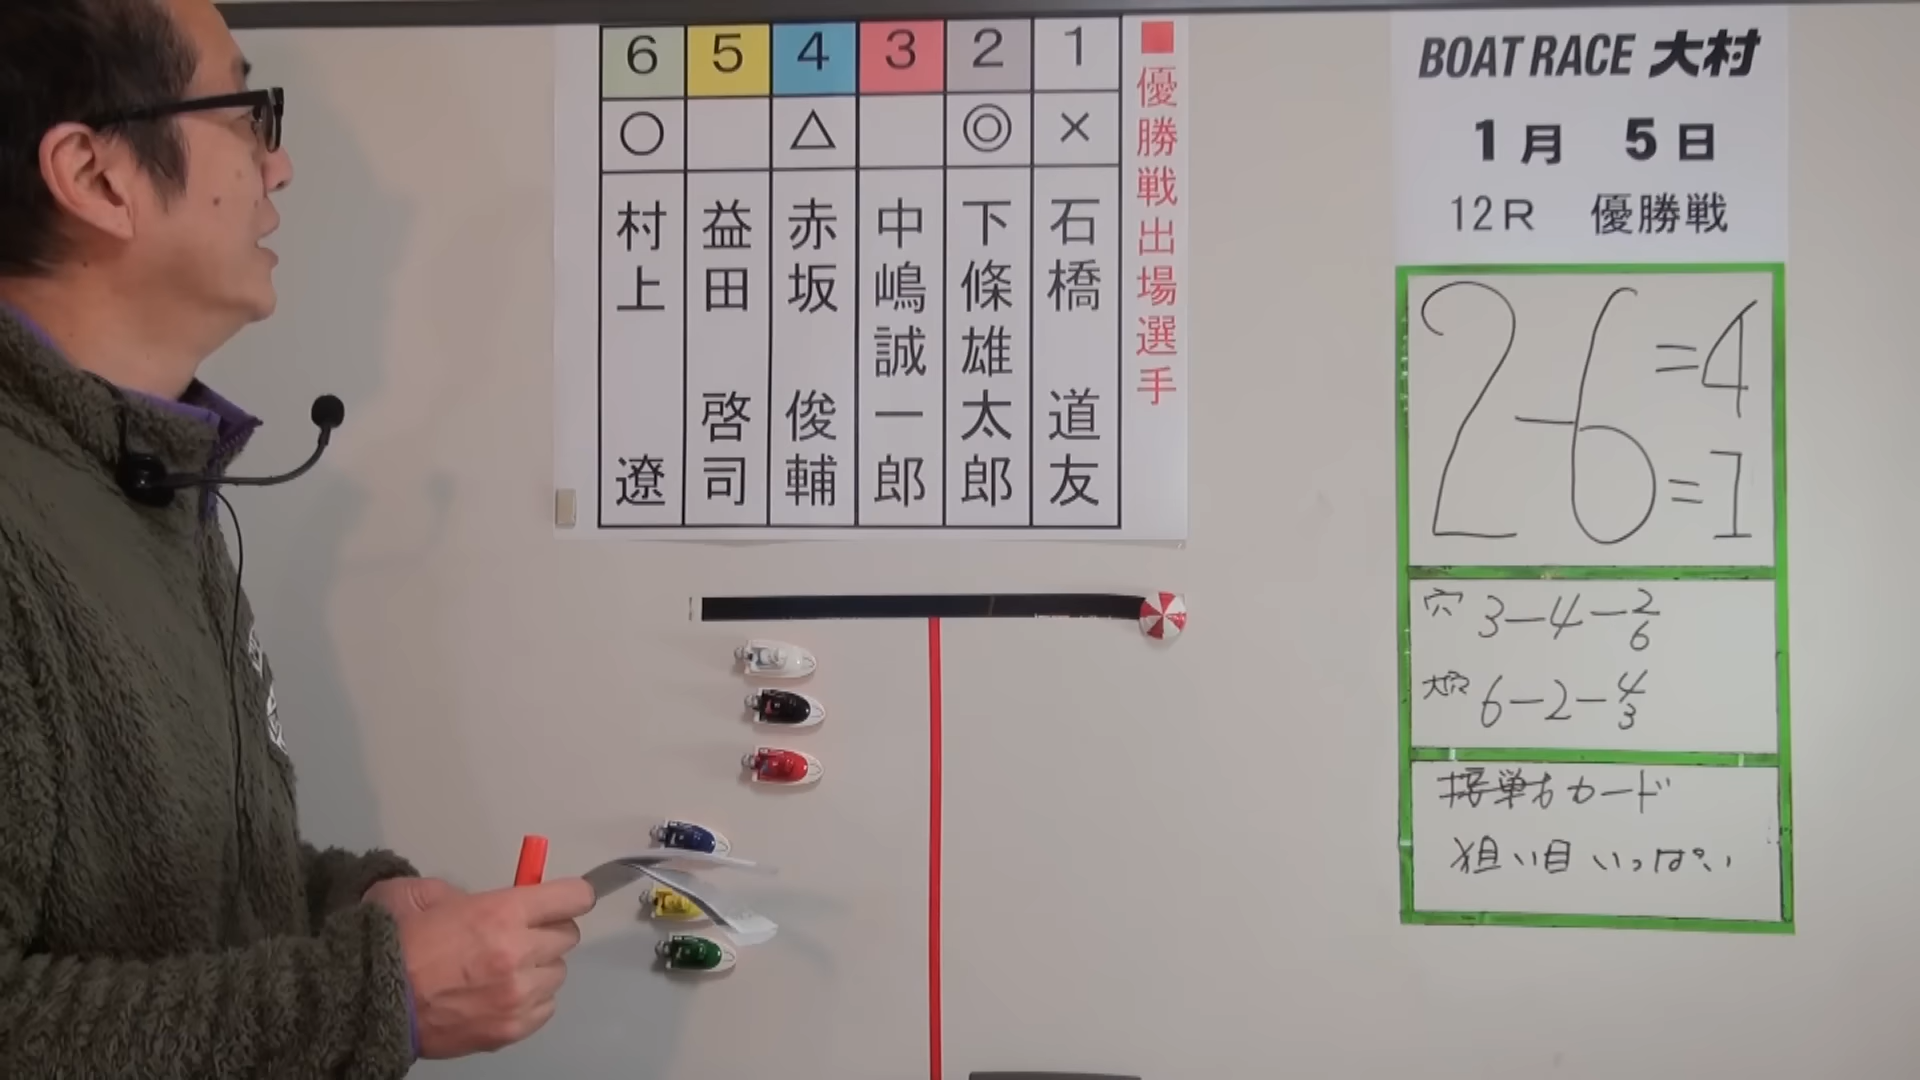 ■優勝戦出場選手
1 × 石橋 道友
2 ◎ 下條雄太郎
3 中嶋誠一郎
4 △ 赤坂 俊輔
5 益田 啓司
6 ○ 村上 遼
BOAT RACE 大村
1月 5日
12R 優勝戦
2-6=4
=1
穴 3-4-2
6
大穴 6-2-4
3
接戦カード
狙い目いっぱい